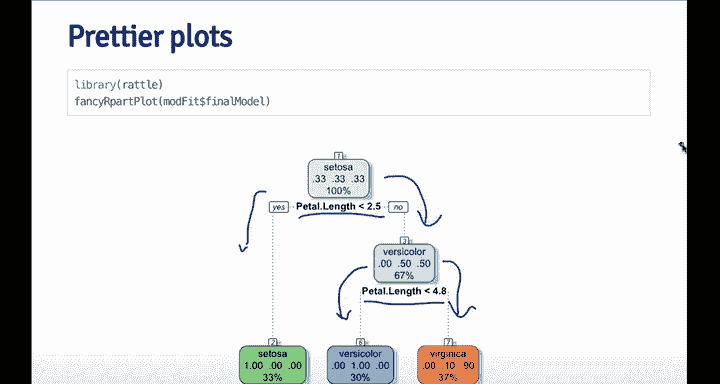 Prettier plots
library(rattle)
fancyRpartPlot(modFit$finalModel)
1
setosa
.33 .33 .33
100%
yes Petal.Length < 2.5 no
3
versicolor
.00 .50 .50
67%
Petal.Length < 4.8
2 6 7
setosa versicolor virginica
1.00 .00 .00 .00 1.00 .00 .00 .10 .90
33% 30% 37%